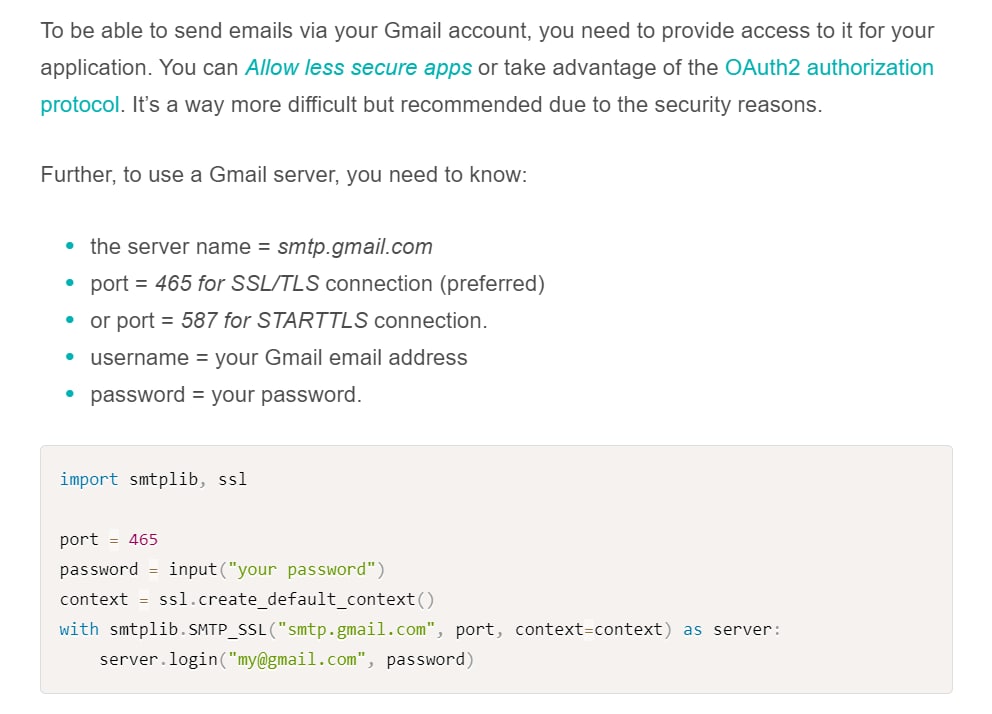 To be able to send emails via your Gmail account, you need to provide access to it for your
application. You can Allow less secure apps or take advantage of the OAuth2 authorization
protocol. It’s a way more difficult but recommended due to the security reasons.
Further, to use a Gmail server, you need to know:
• the server name = smtp.gmail.com
• port = 465 for SSL/TLS connection (preferred)
• or port = 587 for STARTTLS connection.
• username = your Gmail email address
• password = your password.
import smtplib, ssl
port = 465
password = input("your password")
context = ssl.create_default_context()
with smtplib.SMTP_SSL("smtp.gmail.com", port, context=context) as server:
    server.login("my@gmail.com", password)